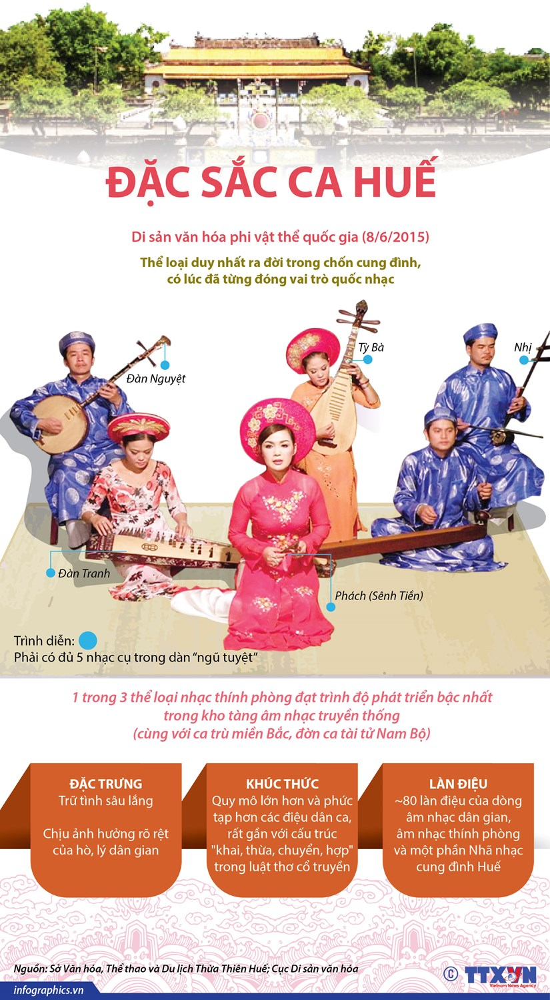 ĐẶC SẮC CA HUẾ
Di sản văn hóa phi vật thể quốc gia (8/6/2015)
Thể loại duy nhất ra đời trong chốn cung đình,
có lúc đã từng đóng vai trò quốc nhạc
Tỳ Bà
Nhị
Đàn Nguyệt
Đàn Tranh
Phách (Sênh Tiền)
Trình diễn:
Phải có đủ 5 nhạc cụ trong dàn “ngũ tuyệt”
1 trong 3 thể loại nhạc thính phòng đạt trình độ phát triển bậc nhất
trong kho tàng âm nhạc truyền thống
(cùng với ca trù miền Bắc, đờn ca tài tử Nam Bộ)
ĐẶC TRƯNG
Trữ tình sâu lắng
Chịu ảnh hưởng rõ rệt
của hò, lý dân gian
KHÚC THỨC
Quy mô lớn hơn và phức
tạp hơn các điệu dân ca,
rất gần với cấu trúc
"khai, thừa, chuyển, hợp"
trong luật thơ cổ truyền
LÀN ĐIỆU
~80 làn điệu của dòng
âm nhạc dân gian,
âm nhạc thính phòng
và một phần Nhã nhạc
cung đình Huế
Nguồn: Sở Văn hóa, Thể thao và Du lịch Thừa Thiên Huế; Cục Di sản văn hóa
© TTXVN
Vietnam News Agency
infographics.vn